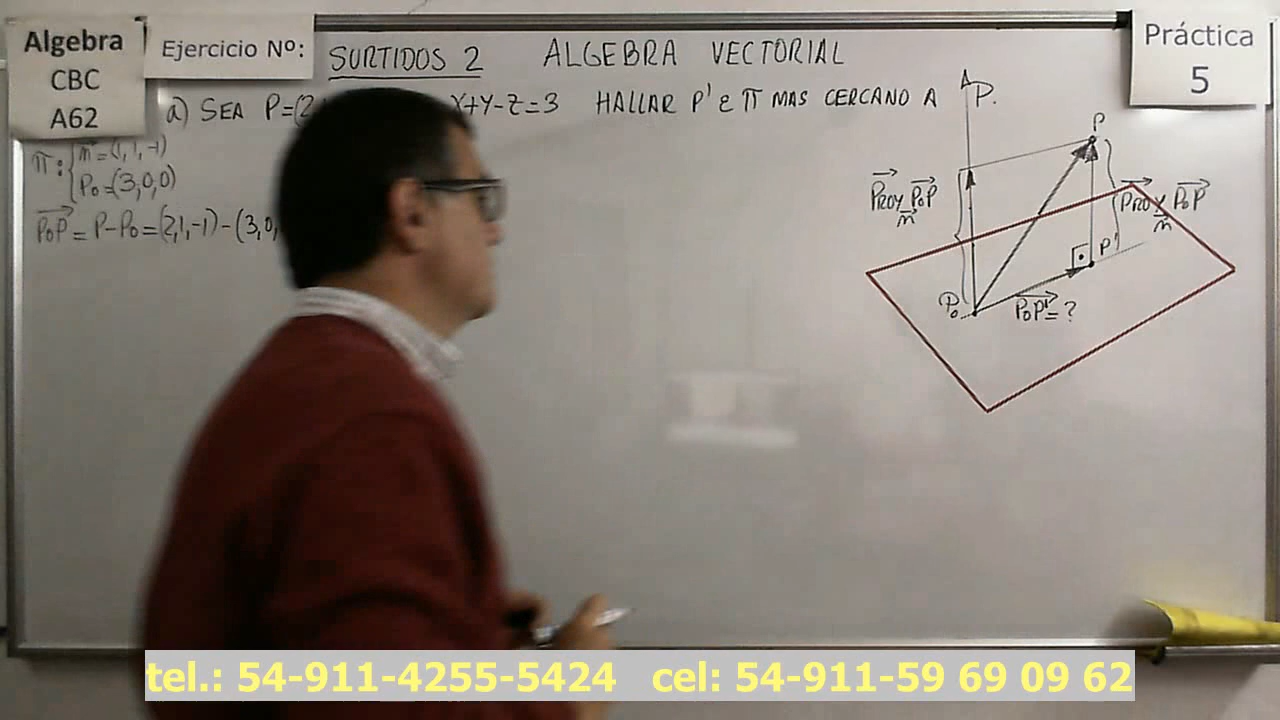 Algebra
CBC
A62
Ejercicio Nº:
SURTIDOS 2 ALGEBRA VECTORIAL
Práctica
5
a) SEA P=(2, X+Y-Z=3 HALLAR P' ε π MAS CERCANO A P.
π: n=(1,1,-1)
P₀=(3,0,0)
P₀P = P-P₀ = (2,1,-1)-(3,0,
P
PROY P₀P
n
PROY P₀P
n
P'
P₀
P₀P'=?
tel.: 54-911-4255-5424 cel: 54-911-59 69 09 62